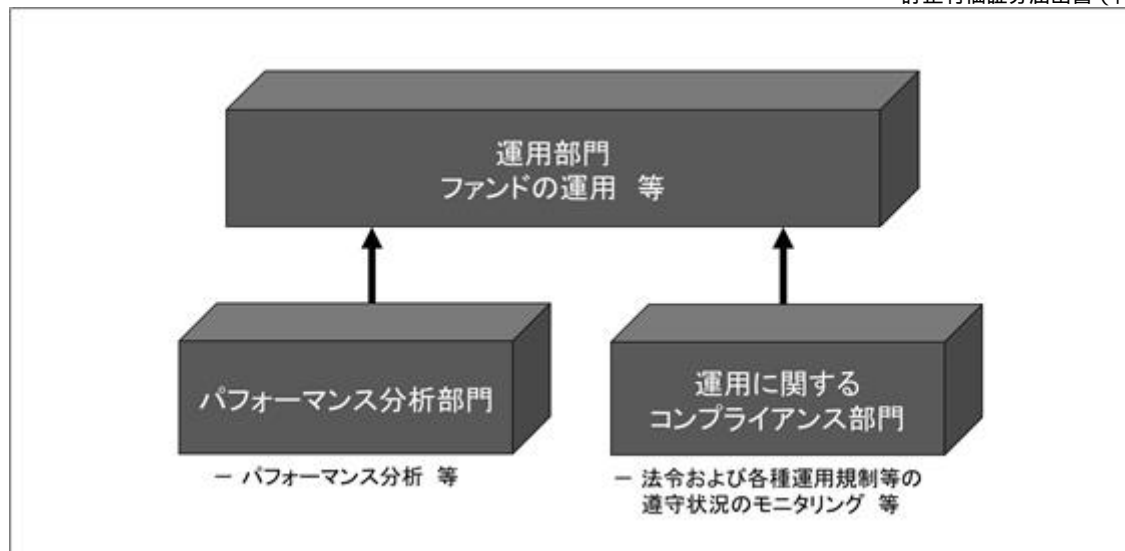 運用部門
ファンドの運用 等
パフォーマンス分析部門
運用に関する
コンプライアンス部門
― パフォーマンス分析 等
― 法令および各種運用規制等の
遵守状況のモニタリング 等